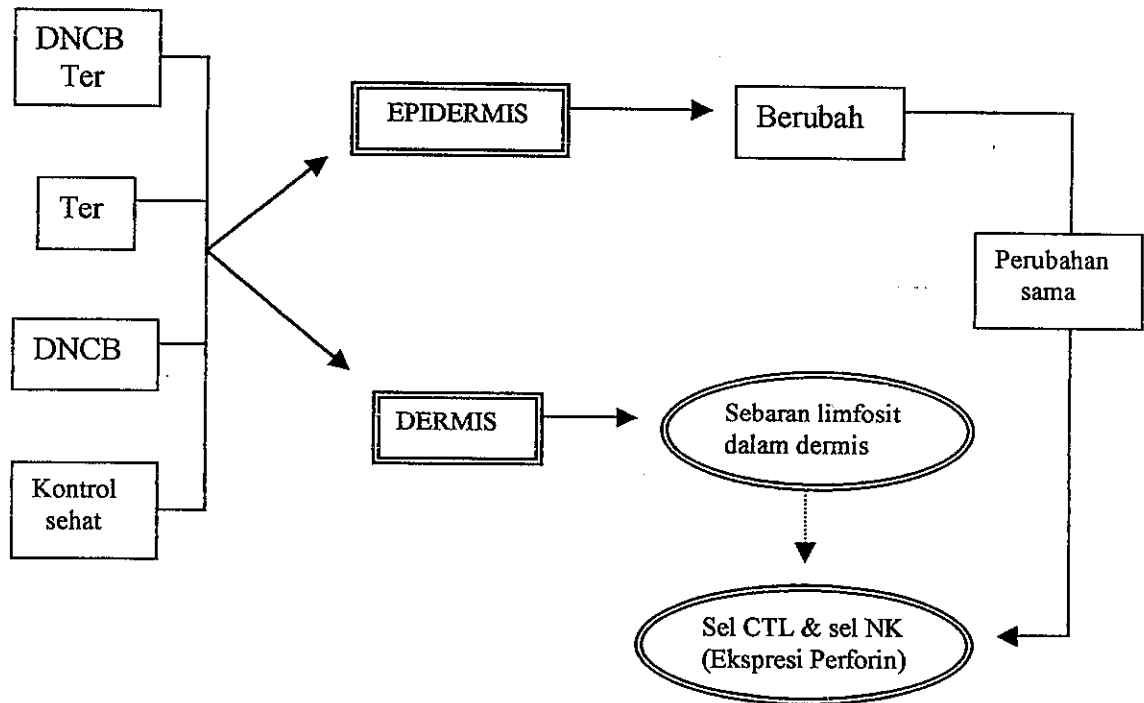 DNCB
Ter
EPIDERMIS
Berubah
Ter
Perubahan
sama
DNCB
DERMIS
Sebaran limfosit
dalam dermis
Kontrol
sehat
Sel CTL & sel NK
(Ekspresi Perforin)